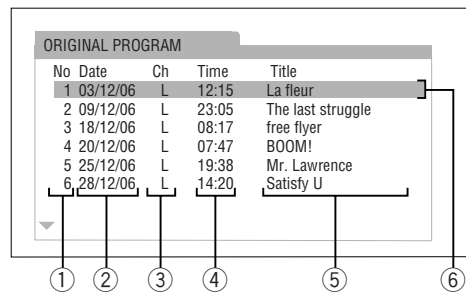 ORIGINAL PROGRAM
No Date Ch Time Title
1 03/12/06 L 12:15 La fleur
2 09/12/06 L 23:05 The last struggle
3 18/12/06 L 08:17 free flyer
4 20/12/06 L 07:47 BOOM!
5 25/12/06 L 19:38 Mr. Lawrence
6 28/12/06 L 14:20 Satisfy U
① ② ③ ④ ⑤ ⑥